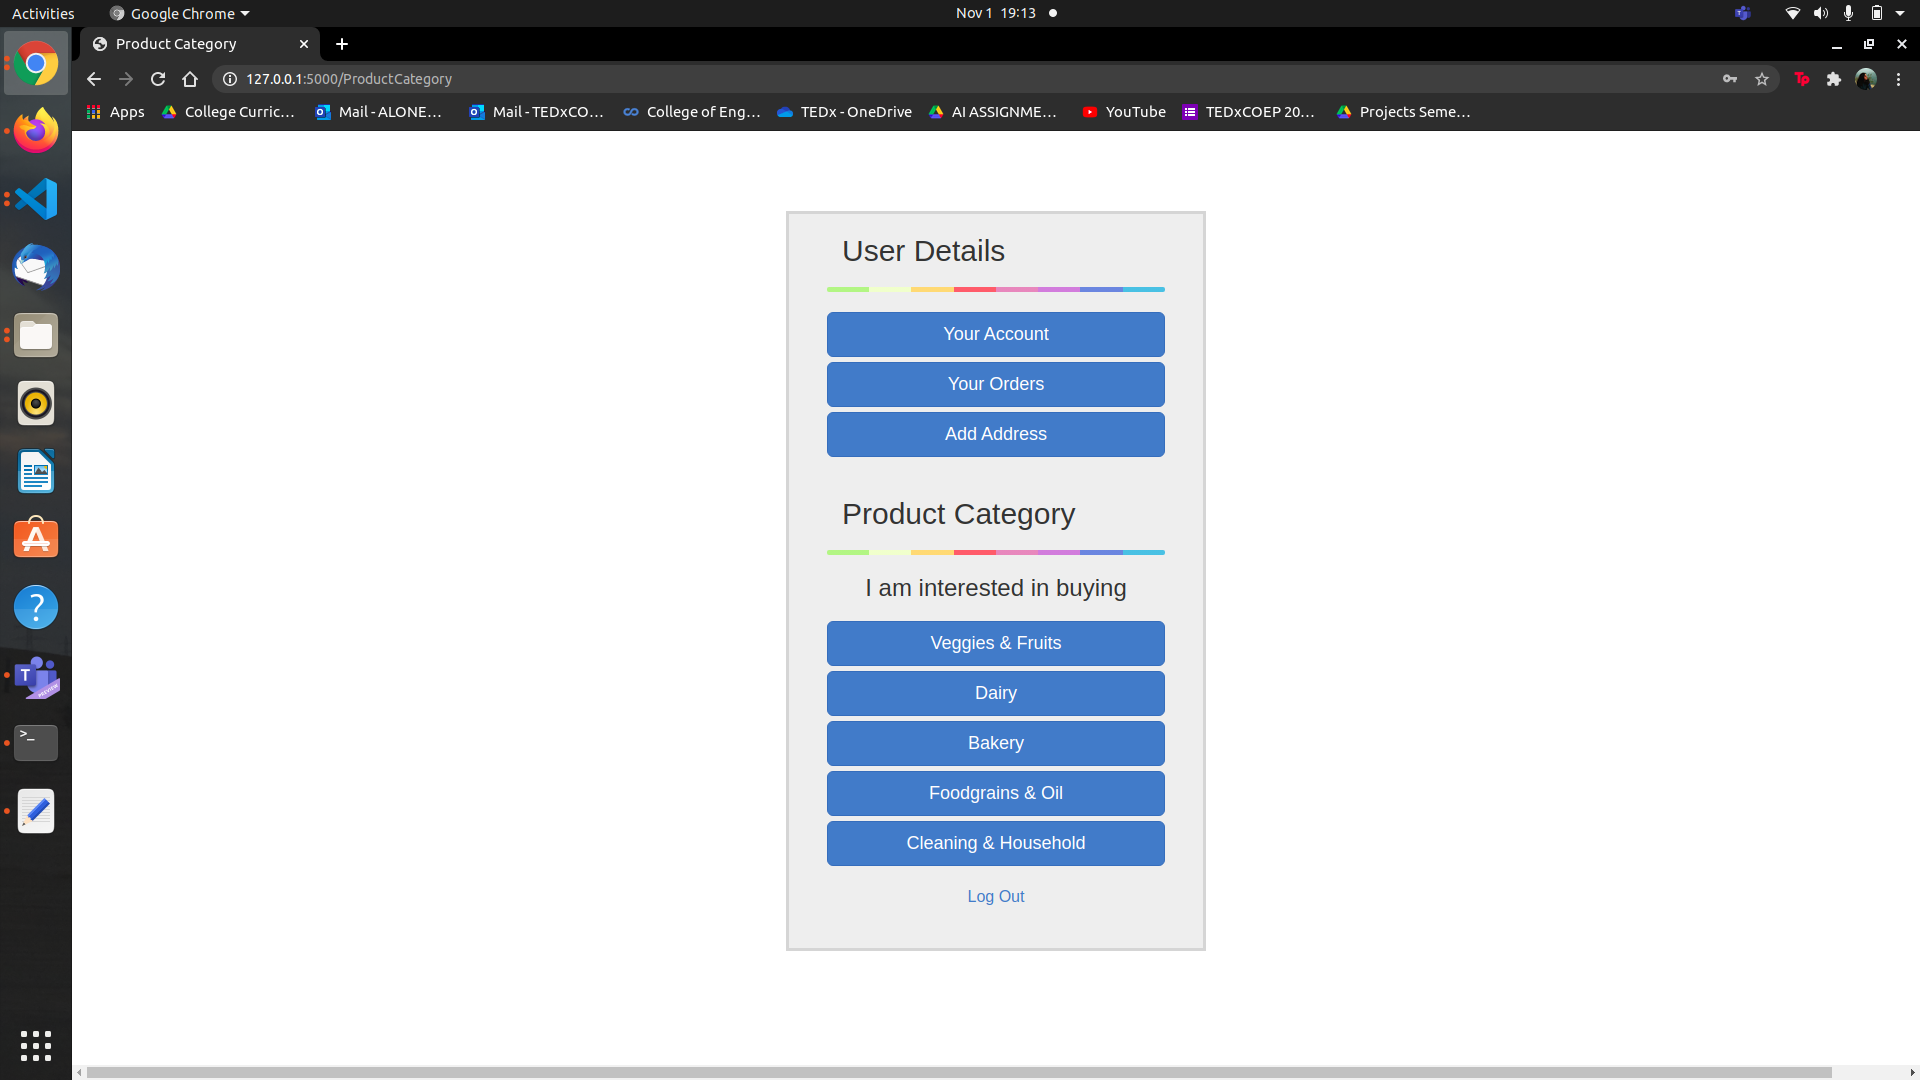 Activities
Google Chrome
Nov 1 19:13
Product Category
127.0.0.1:5000/ProductCategory
Tp
Apps
College Curric...
Mail - ALONE...
Mail - TEDxCO...
College of Eng...
TEDx - OneDrive
AI ASSIGNME...
YouTube
TEDxCOEP 20...
Projects Seme...
User Details
Your Account
Your Orders
Add Address
Product Category
I am interested in buying
Veggies & Fruits
Dairy
Bakery
Foodgrains & Oil
Cleaning & Household
Log Out